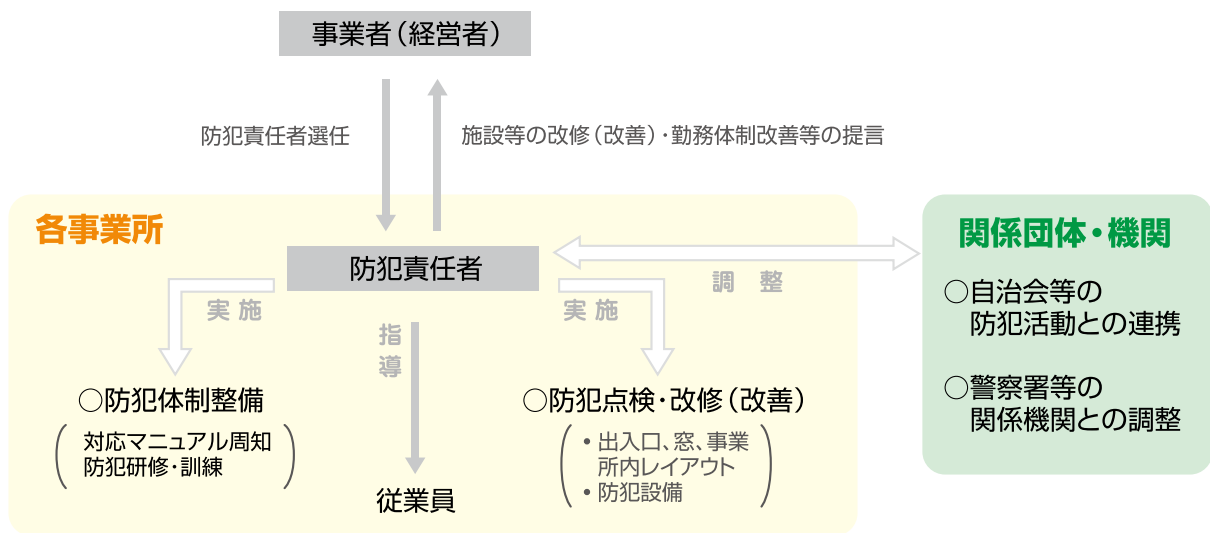 事業者（経営者）
防犯責任者選任
施設等の改修（改善）・勤務体制改善等の提言
各事業所
防犯責任者
実施
指導
実施
調整
○防犯体制整備
対応マニュアル周知
防犯研修・訓練
従業員
○防犯点検・改修（改善）
・出入口、窓、事業
所内レイアウト
・防犯設備
関係団体・機関
○自治会等の
防犯活動との連携
○警察署等の
関係機関との調整